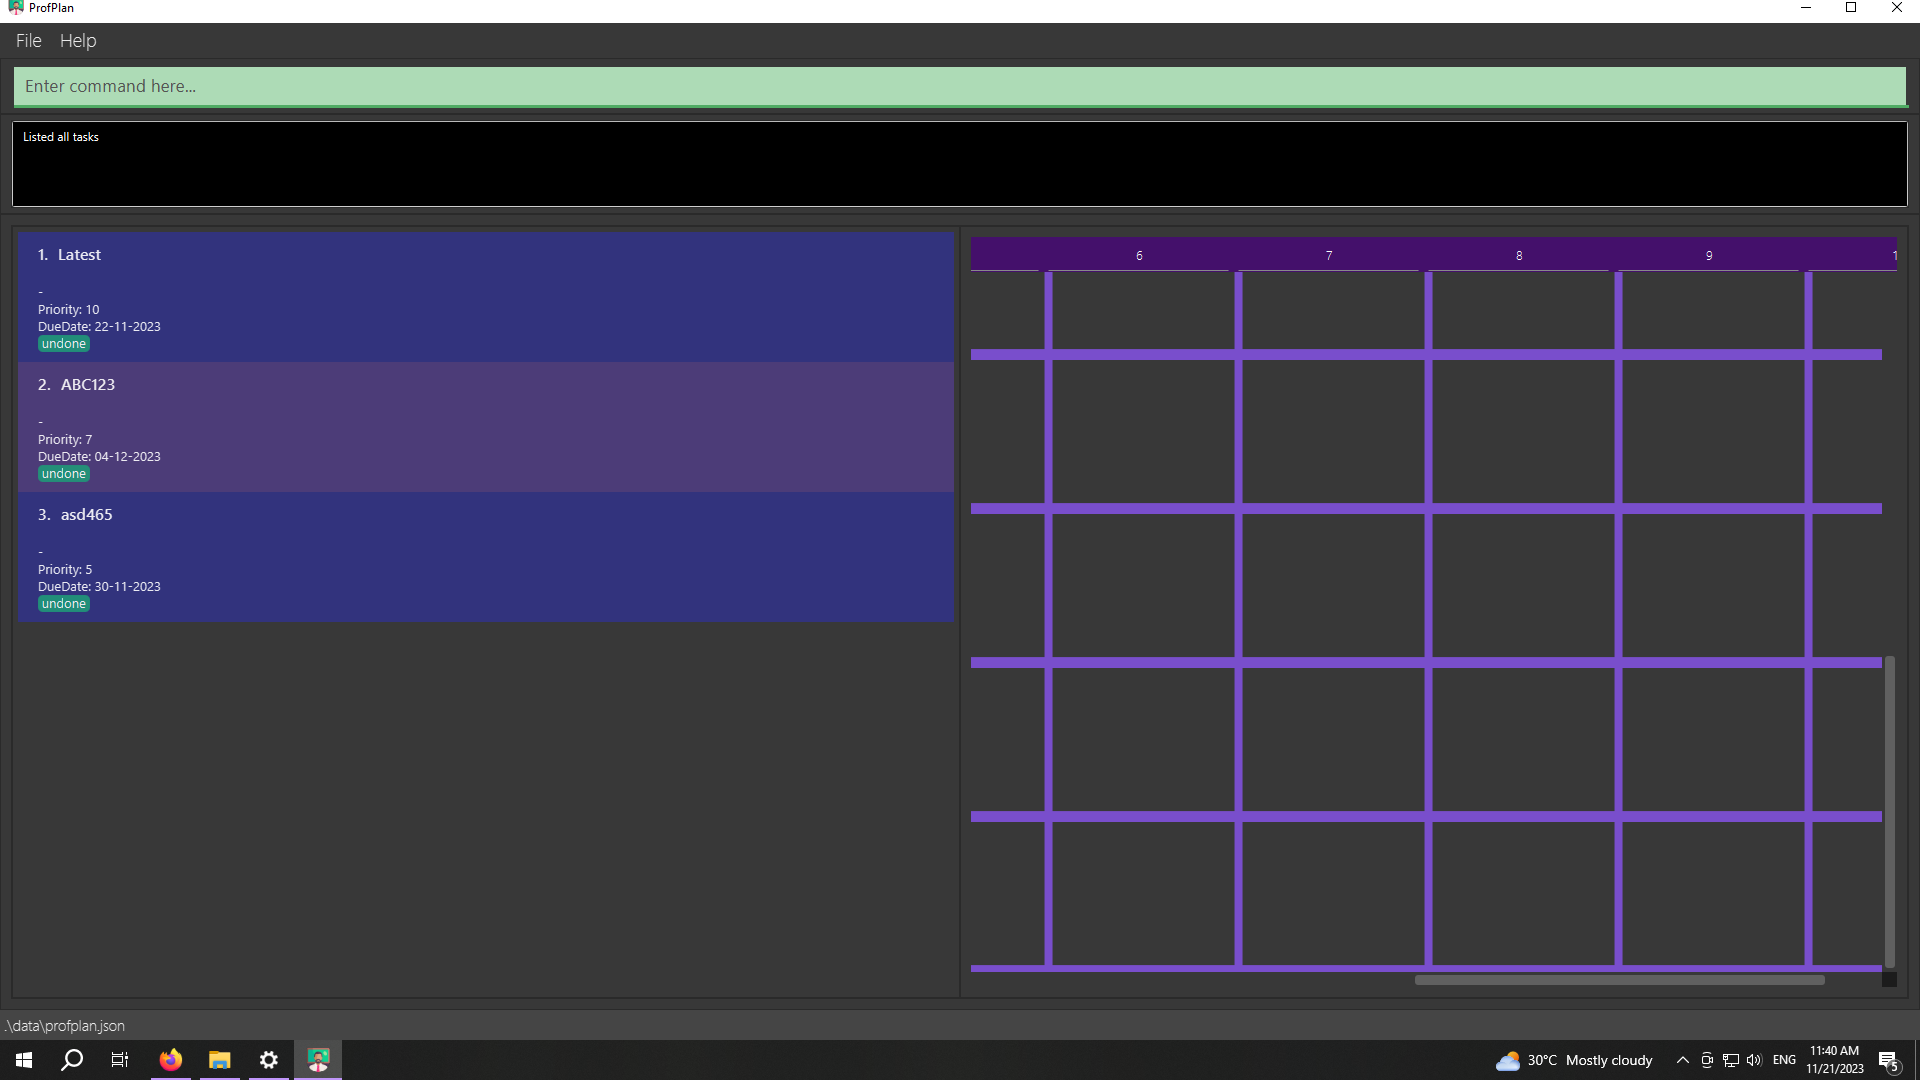 ProfPlan
File Help
Enter command here...
Listed all tasks
1. Latest
-
Priority: 10
DueDate: 22-11-2023
undone
2. ABC123
-
Priority: 7
DueDate: 04-12-2023
undone
3. asd465
-
Priority: 5
DueDate: 30-11-2023
undone
6 7 8 9 1
.\data\profplan.json
30°C Mostly cloudy
ENG
11:40 AM
11/21/2023
5